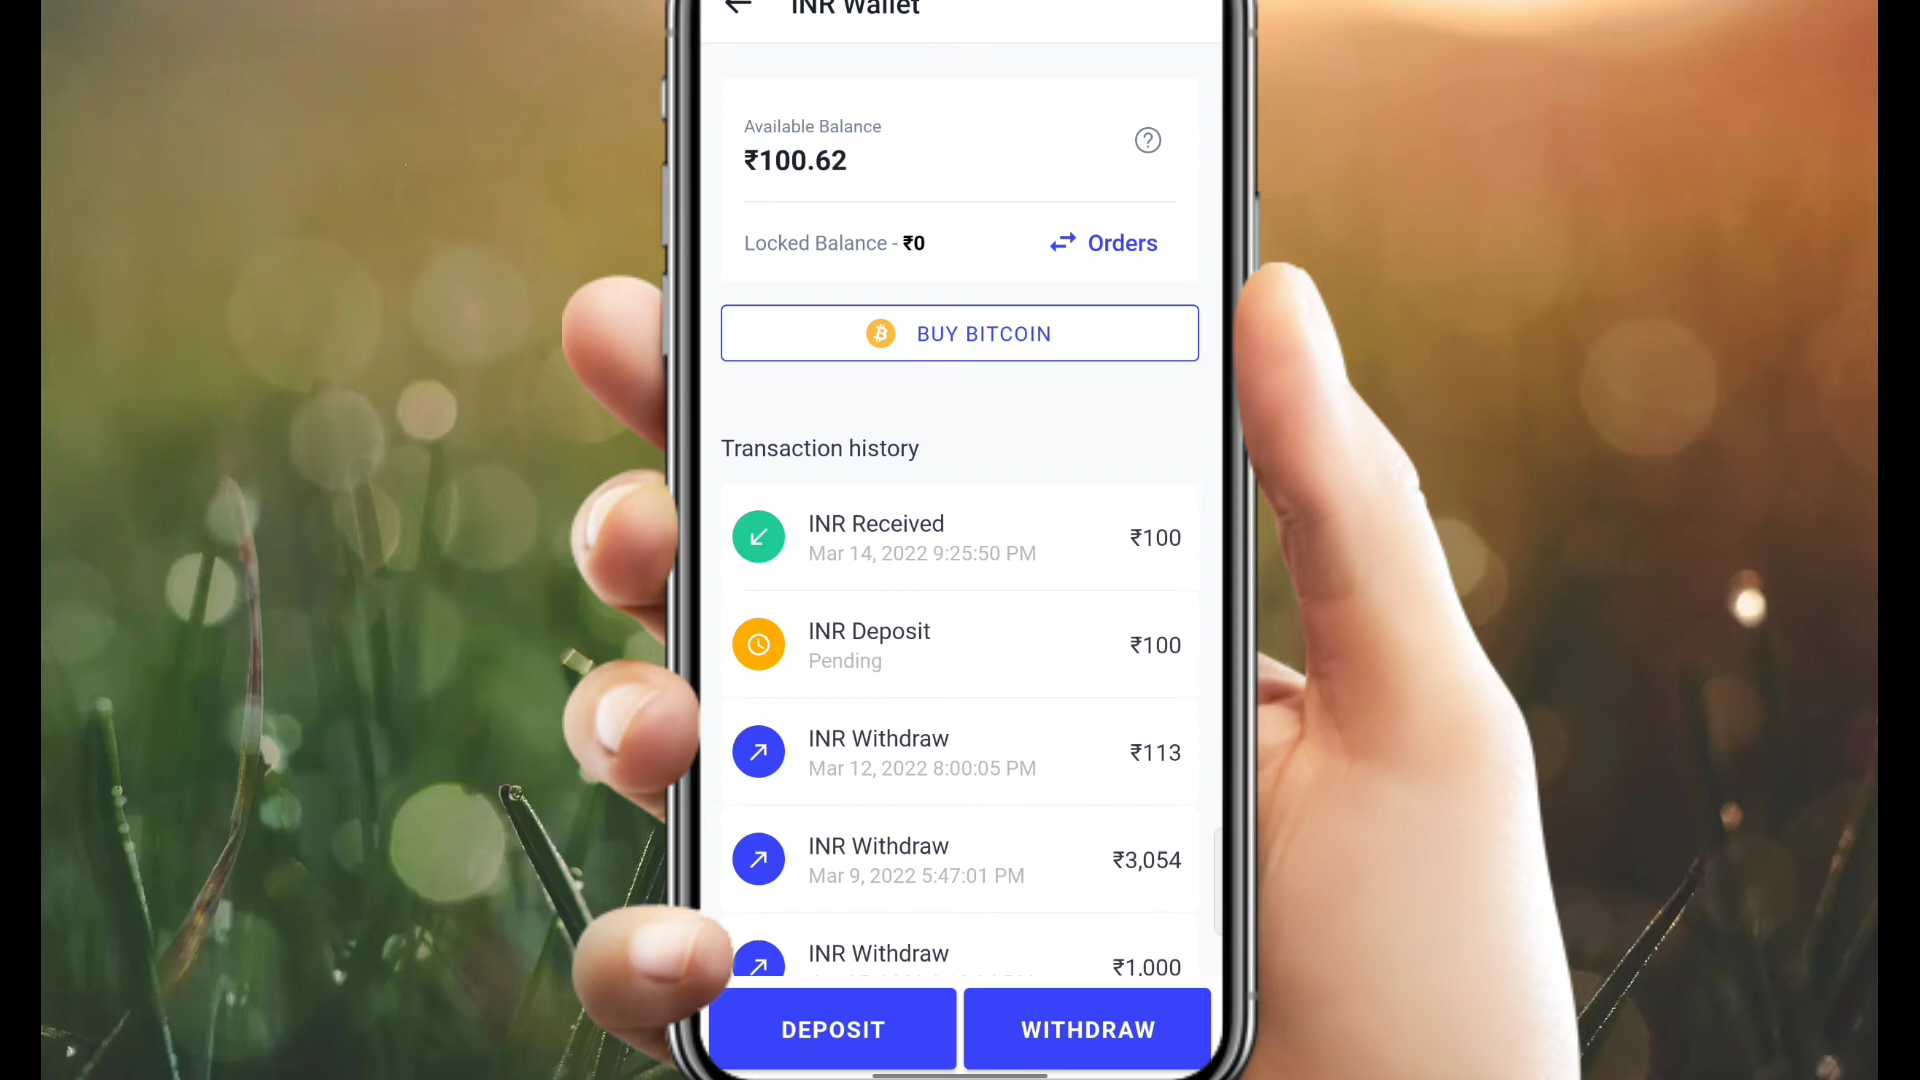 INR Wallet
Available Balance
₹100.62
Locked Balance - ₹0
Orders
BUY BITCOIN
Transaction history
INR Received
₹100
Mar 14, 2022 9:25:50 PM
INR Deposit
₹100
Pending
INR Withdraw
₹113
Mar 12, 2022 8:00:05 PM
INR Withdraw
₹3,054
Mar 9, 2022 5:47:01 PM
INR Withdraw
₹1,000
DEPOSIT
WITHDRAW